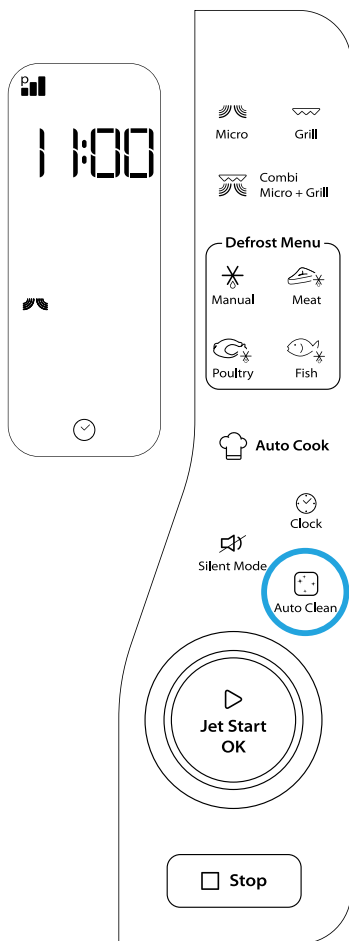 P
11:00
Micro
Grill
Combi
Micro + Grill
Defrost Menu
Manual
Meat
Poultry
Fish
Auto Cook
Clock
Silent Mode
Auto Clean
Jet Start
OK
Stop